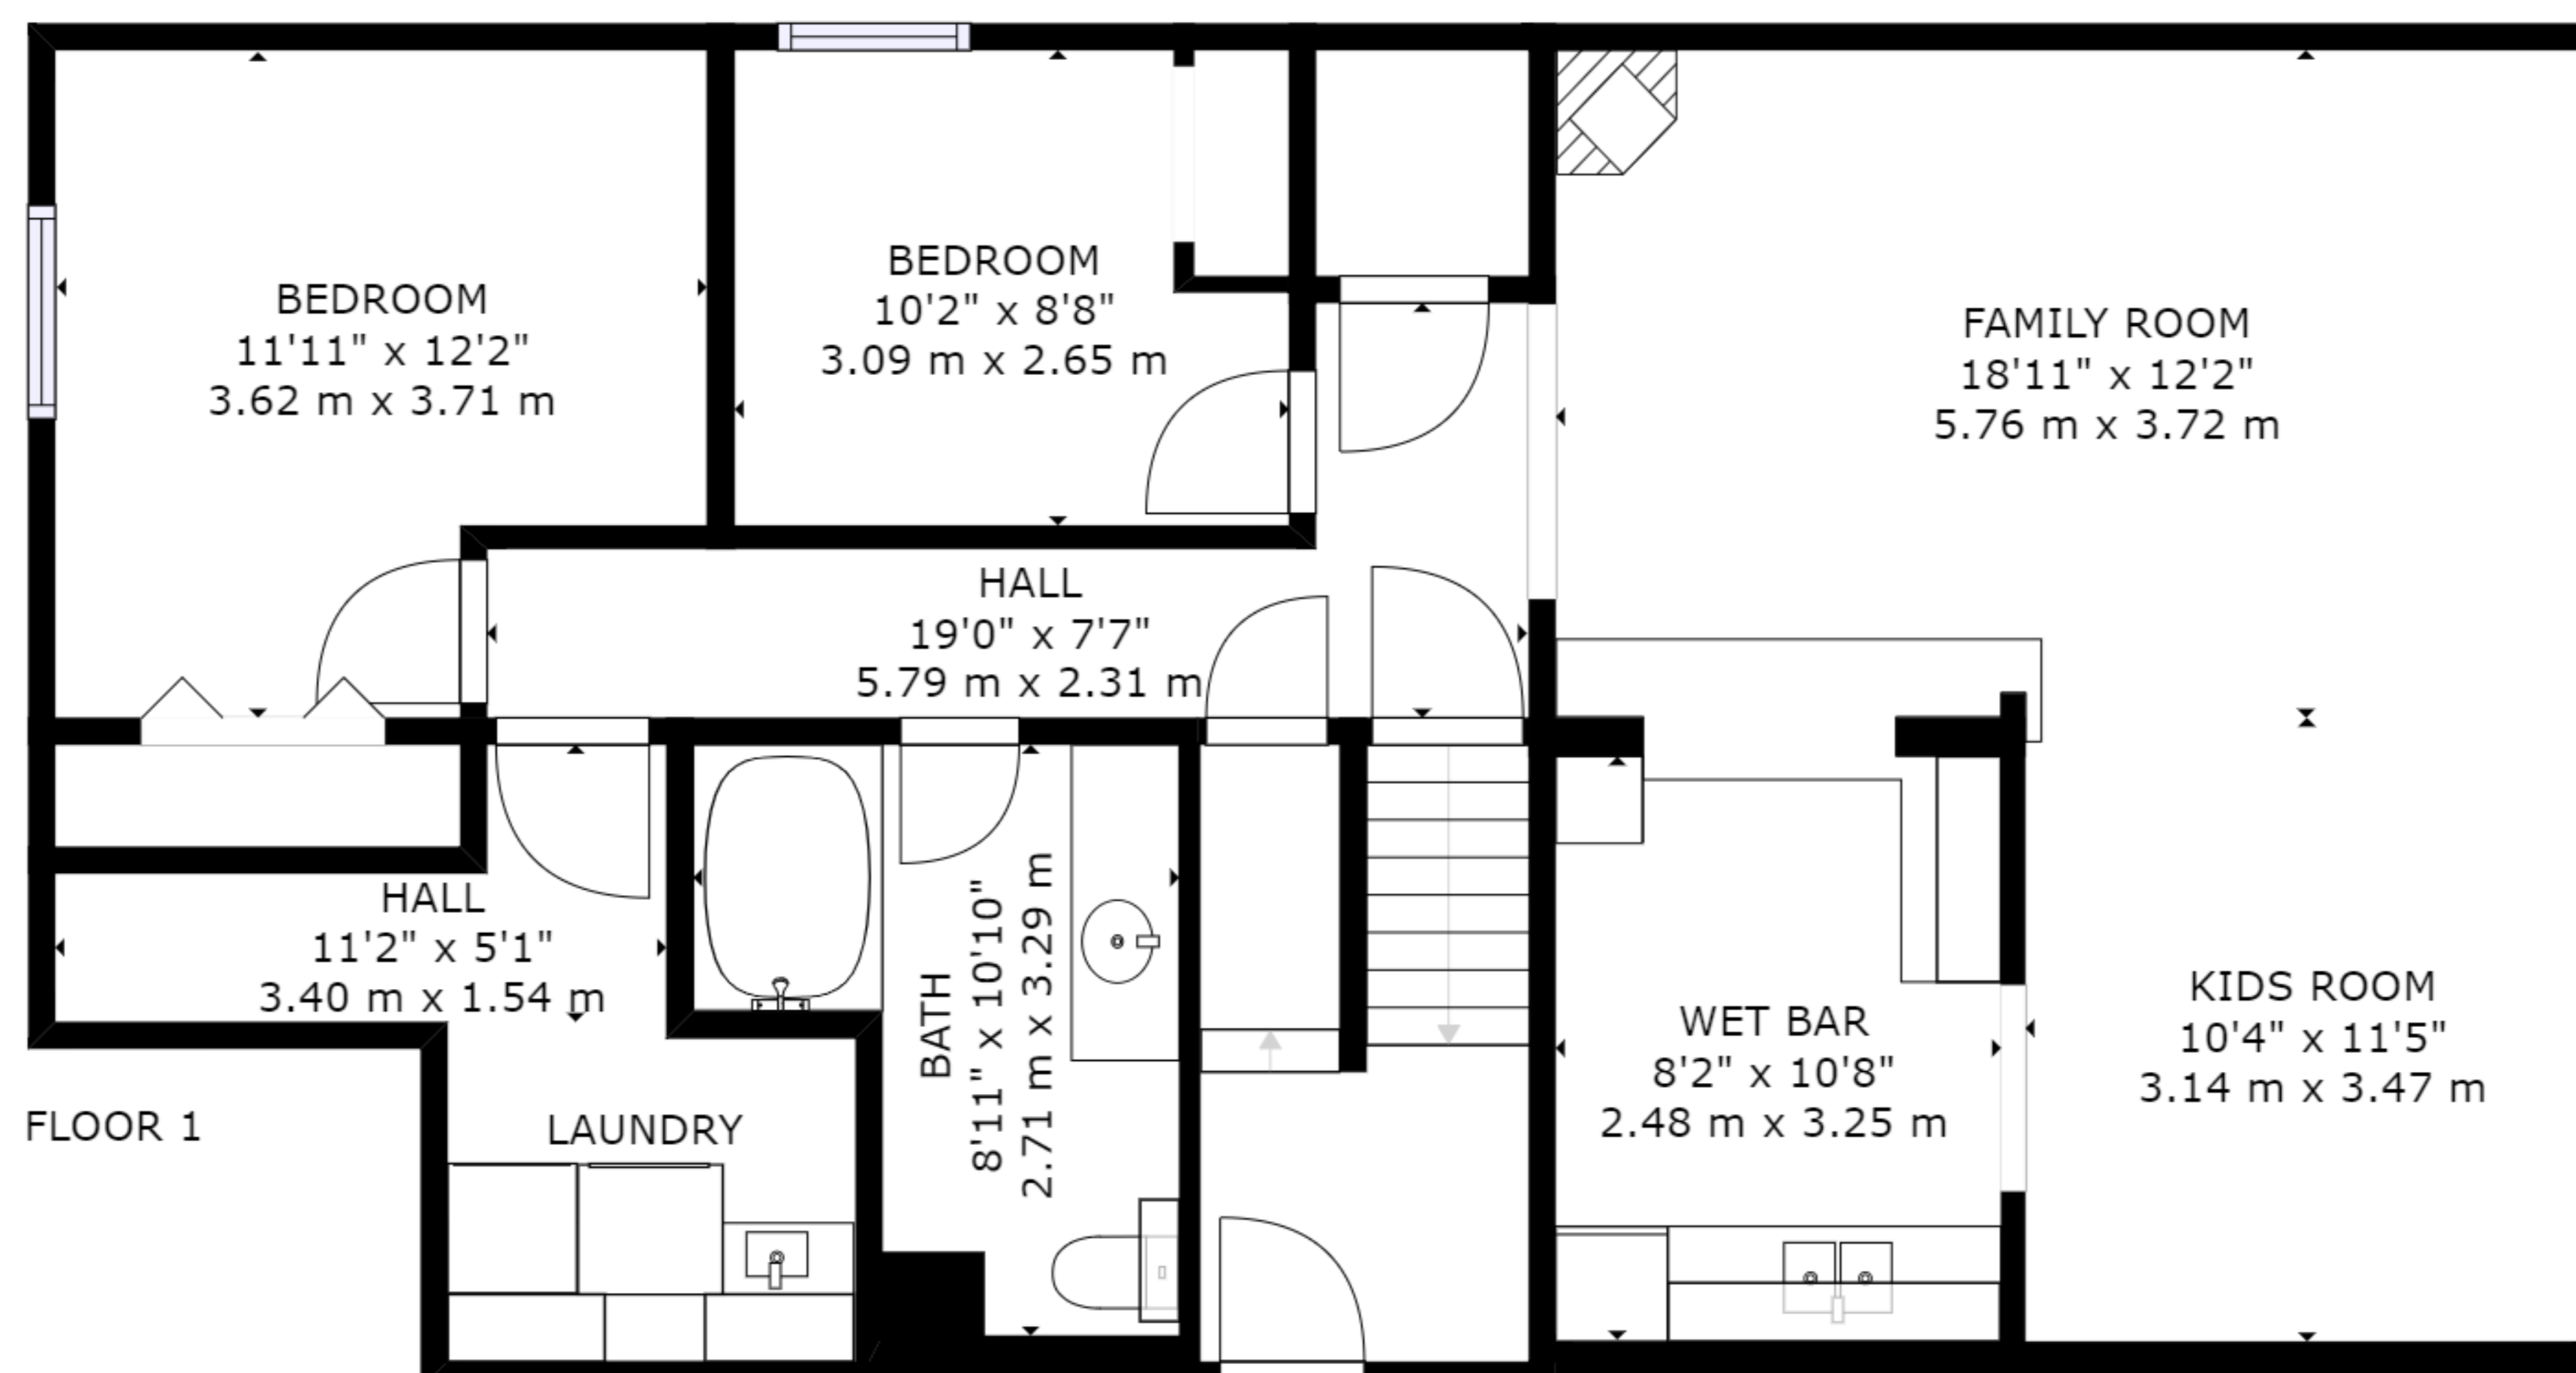 BEDROOM
11'11" x 12'2"
3.62 m x 3.71 m
BEDROOM
10'2" x 8'8"
3.09 m x 2.65 m
FAMILY ROOM
18'11" x 12'2"
5.76 m x 3.72 m
HALL
19'0" x 7'7"
5.79 m x 2.31 m
HALL
11'2" x 5'1"
3.40 m x 1.54 m
BATH
8'11" x 10'10"
2.71 m x 3.29 m
WET BAR
8'2" x 10'8"
2.48 m x 3.25 m
KIDS ROOM
10'4" x 11'5"
3.14 m x 3.47 m
FLOOR 1
LAUNDRY